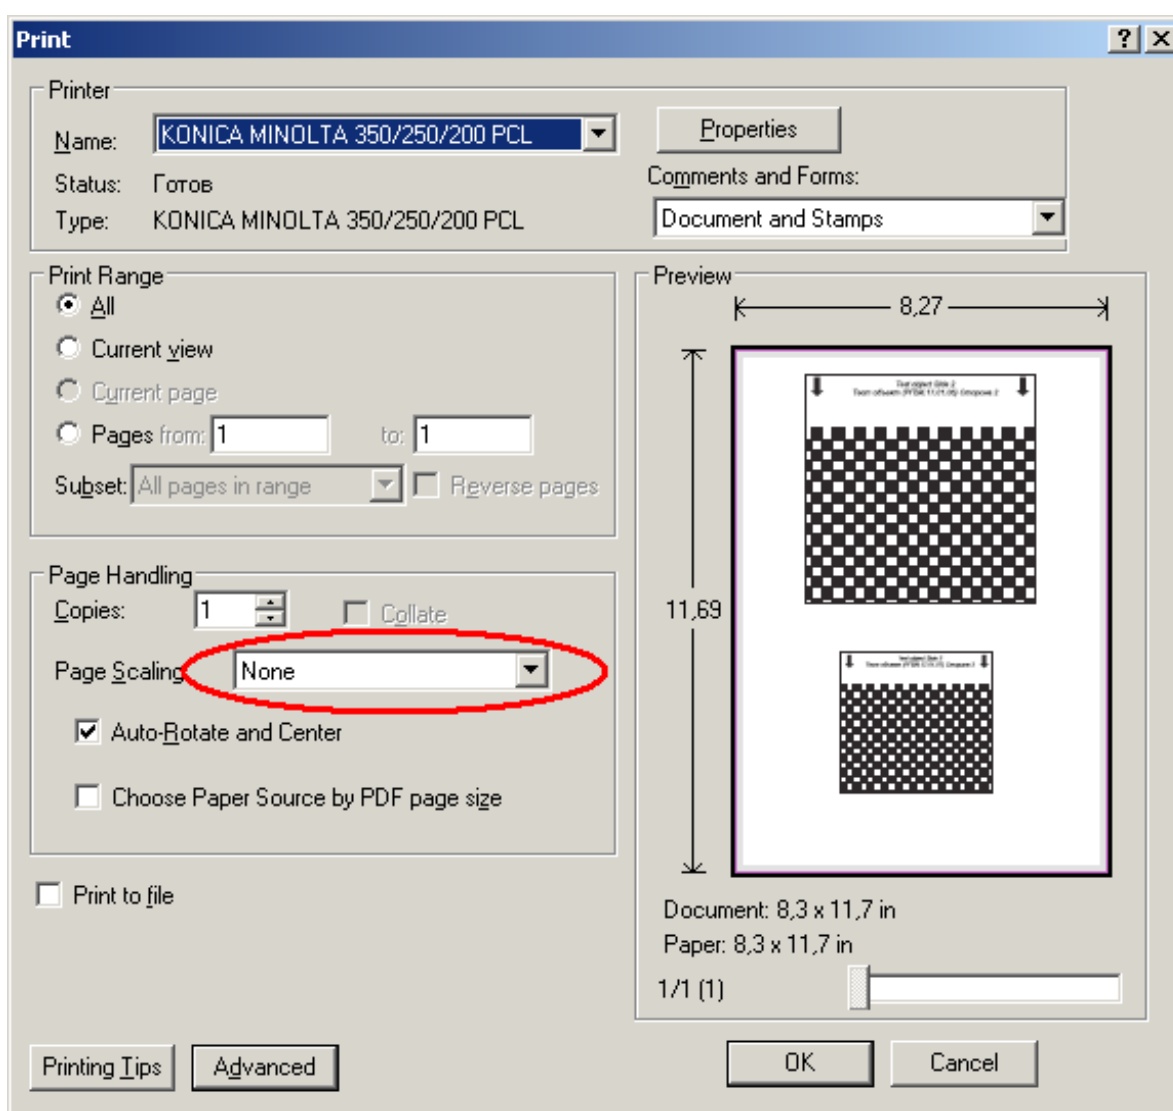 Print
Printer
Name: KONICA MINOLTA 350/250/200 PCL
Properties
Status: Готов
Comments and Forms:
Type: KONICA MINOLTA 350/250/200 PCL
Document and Stamps
Print Range
All
Current view
Current page
Pages from: 1 to: 1
Subset: All pages in range Reverse pages
Page Handling
Copies: 1 Collate
Page Scaling None
Auto-Rotate and Center
Choose Paper Source by PDF page size
Print to file
Preview
8,27
11,69
Test object Side 2
Document: 8,3 x 11,7 in
Paper: 8,3 x 11,7 in
1/1 (1)
Printing Tips Advanced OK Cancel